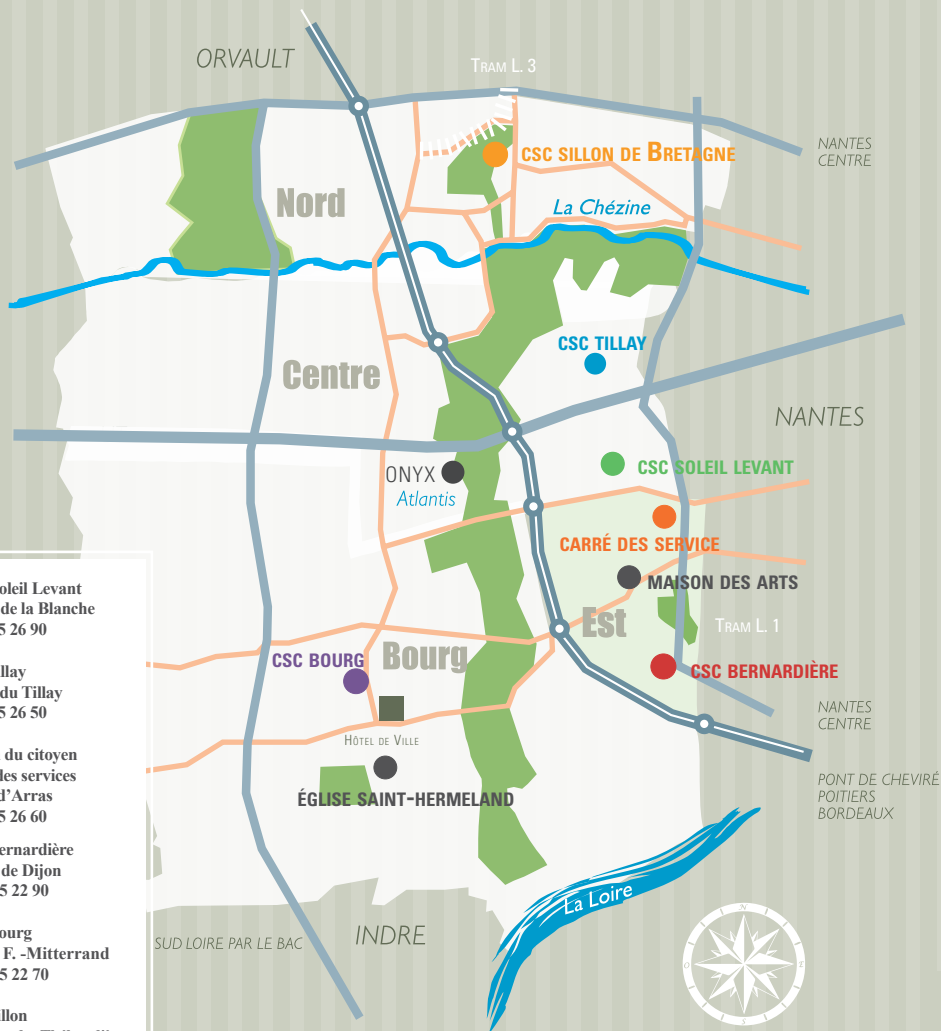 ORVAULT
TRAM L. 3
NANTES
CENTRE
CSC SILLON DE BRETAGNE
Nord
La Chézine
CSC TILLAY
Centre
NANTES
ONYX
Atlantis
CSC SOLEIL LEVANT
CARRÉ DES SERVICE
MAISON DES ARTS
Est
TRAM L. 1
CSC BOURG
Bourg
CSC BERNARDIÈRE
NANTES
CENTRE
HÔTEL DE VILLE
PONT DE CHEVIRÉ
POITIERS
BORDEAUX
ÉGLISE SAINT-HERMELAND
La Loire
SUD LOIRE PAR LE BAC
INDRE
N
E
S
O
oleil Levant
de la Blanche
5 26 90
llay
du Tillay
5 26 50
du citoyen
des services
d'Arras
5 26 60
ernardière
de Dijon
5 22 90
ourg
F. -Mitterrand
5 22 70
illon